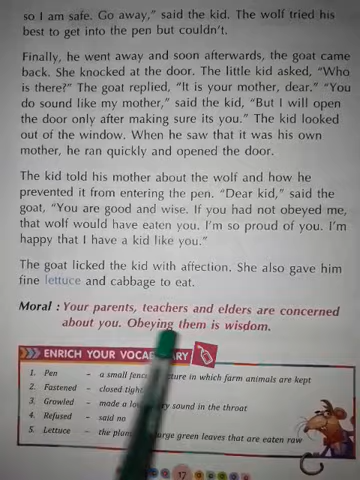 so I am safe. Go away," said the kid. The wolf tried his
best to get into the pen but couldn't.
Finally, he went away and soon afterwards, the goat came
back. She knocked at the door. The little kid asked, "Who
is there?" The goat replied, "It is your mother, dear." "You
do sound like my mother," said the kid, "But I will open
the door only after making sure its you." The kid looked
out of the window. When he saw that it was his own
mother, he ran quickly and opened the door.
The kid told his mother about the wolf and how he
prevented it from entering the pen. "Dear kid," said the
goat, "You are good and wise. If you had not obeyed me,
that wolf would have eaten you. I'm so proud of you. I'm
happy that I have a kid like you."
The goat licked the kid with affection. She also gave him
fine lettuce and cabbage to eat.
Moral : Your parents, teachers and elders are concerned
about you. Obeying them is wisdom.
ENRICH YOUR
1. Pen - a small in which farm animals are kept
2. Fastened - closed
3. Growled - made a sound in the throat
4. Refused - said no
5. Lettuce - the large green leaves that are eaten raw
17